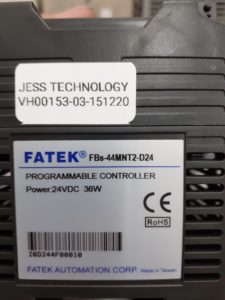 JESS TECHNOLOGY
VH00153-03-151220
FATEK® FBs-44MNT2-D24
PROGRAMMABLE CONTROLLER
Power:24VDC 36W
CE
RoHS
I6D344F00010
FATEK AUTOMATION CORP. Made in Taiwan